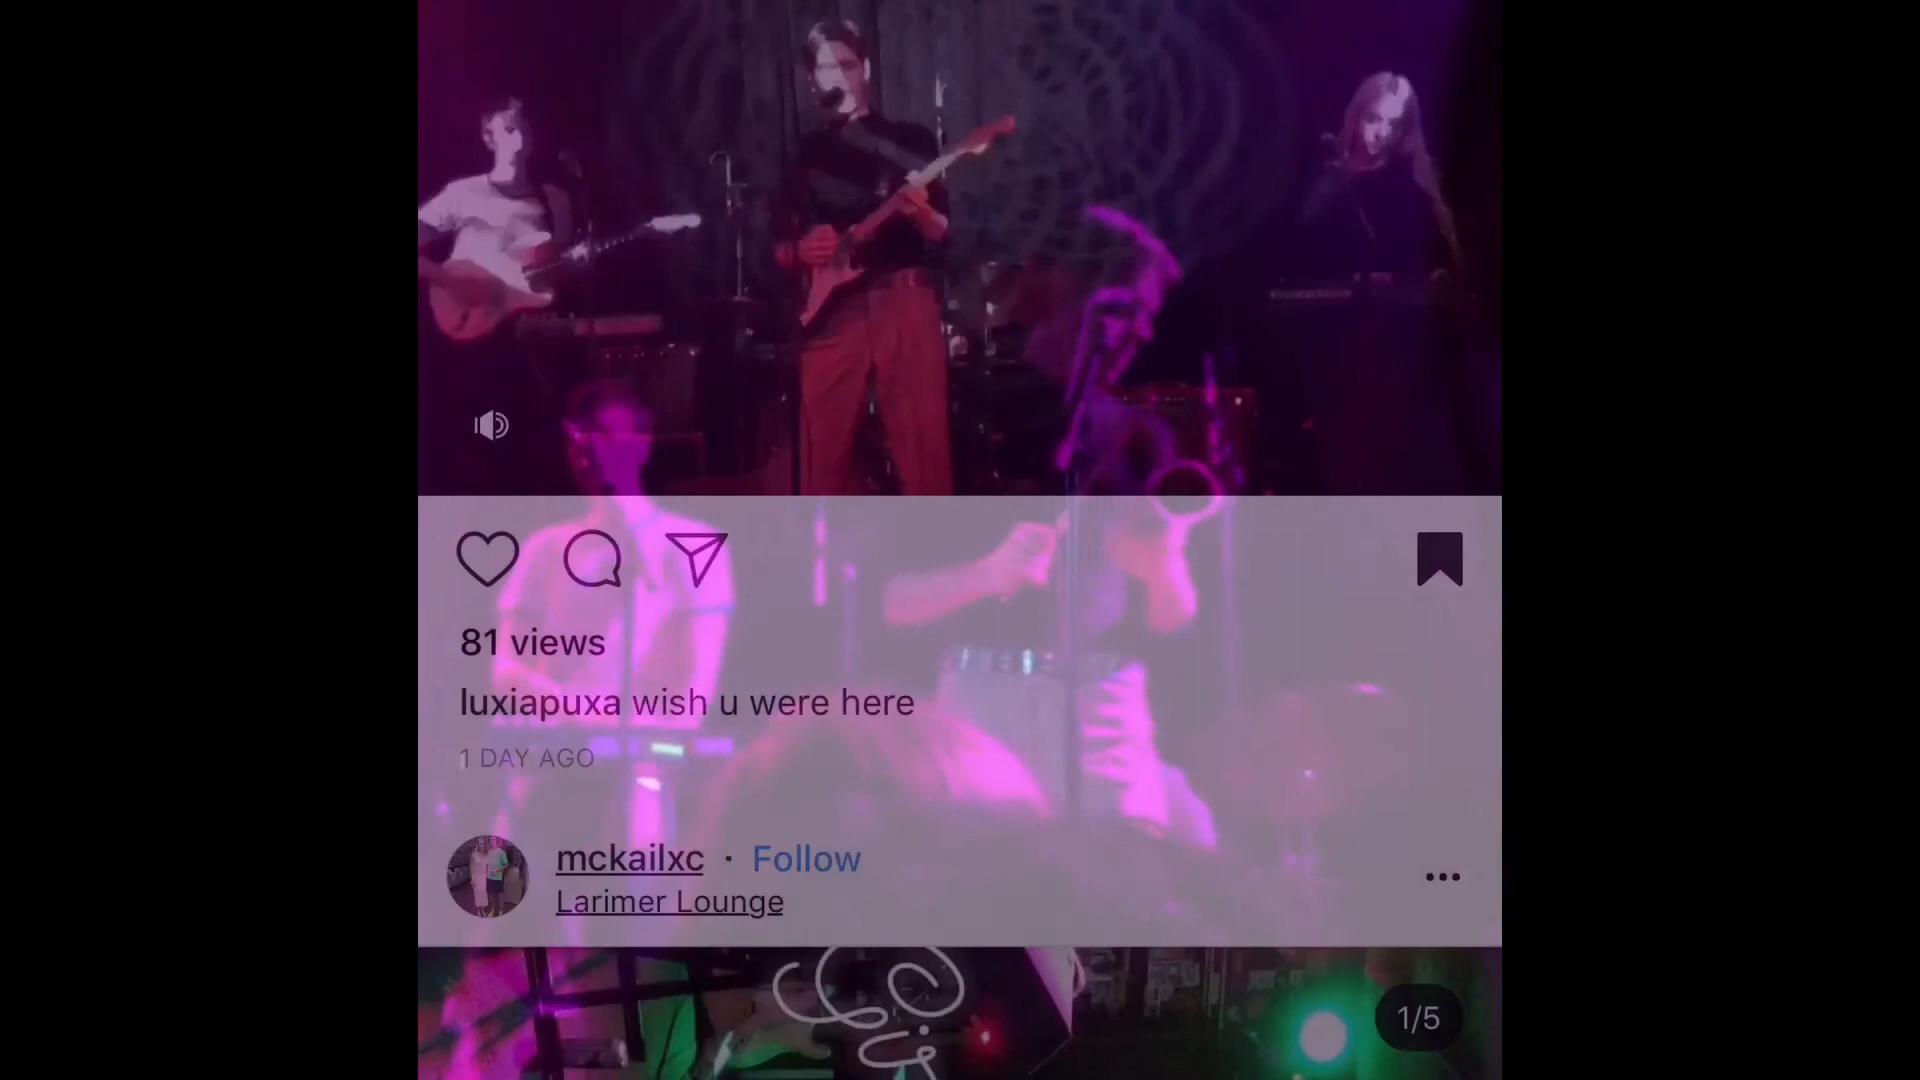 81 views
luxiapuxa wish u were here
1 DAY AGO
mckailxc · Follow
Larimer Lounge
1/5